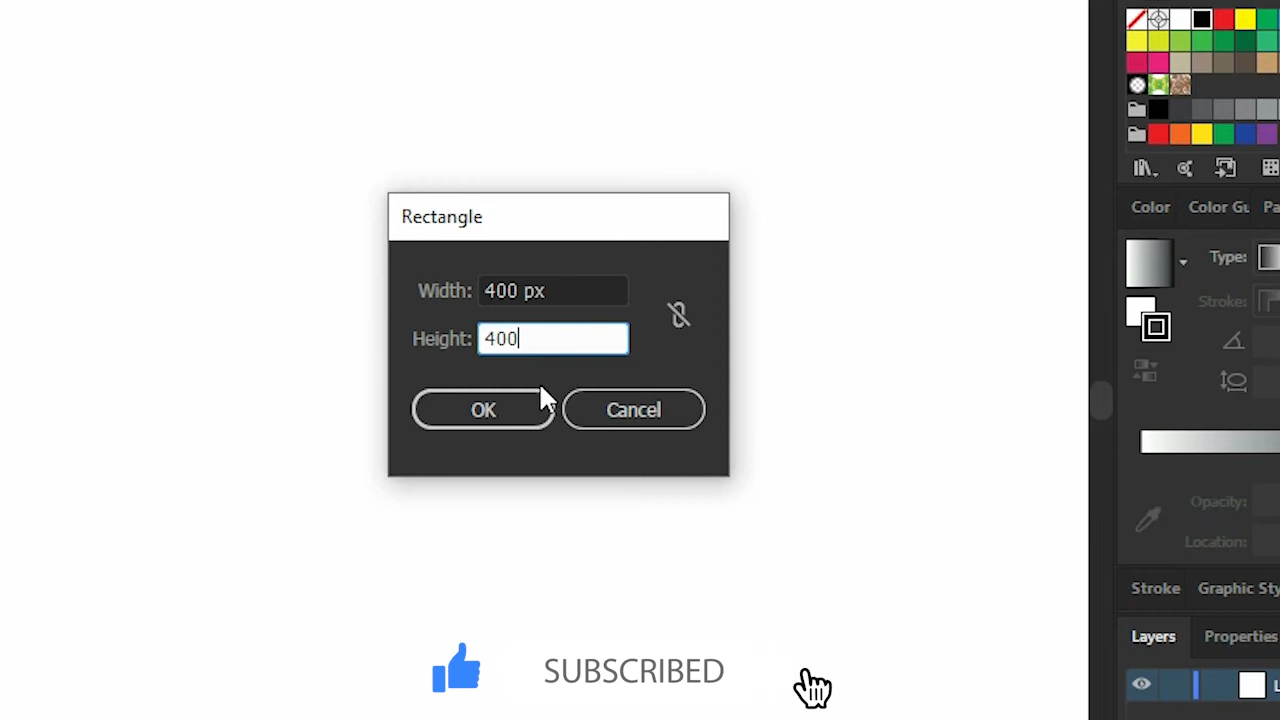 Rectangle
Width: 400 px
Height: 400
OK
Cancel
SUBSCRIBED
Color
Color Gu
Pa
Type:
Stroke:
Opacity:
Location:
Stroke
Graphic Sty
Layers
Properties
L